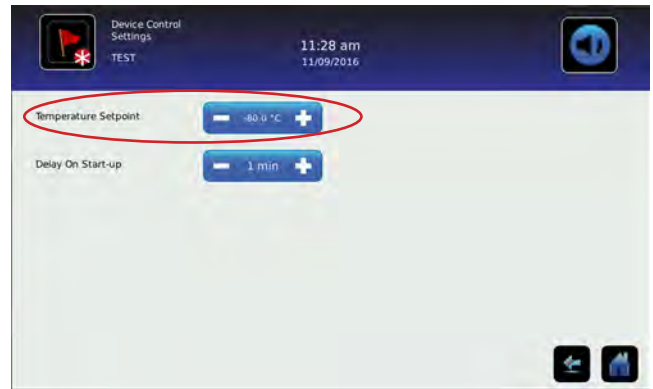 Device Control
Settings
TEST
11:28 am
11/09/2016
Temperature Setpoint
-80.0 °C
Delay On Start-up
1 min